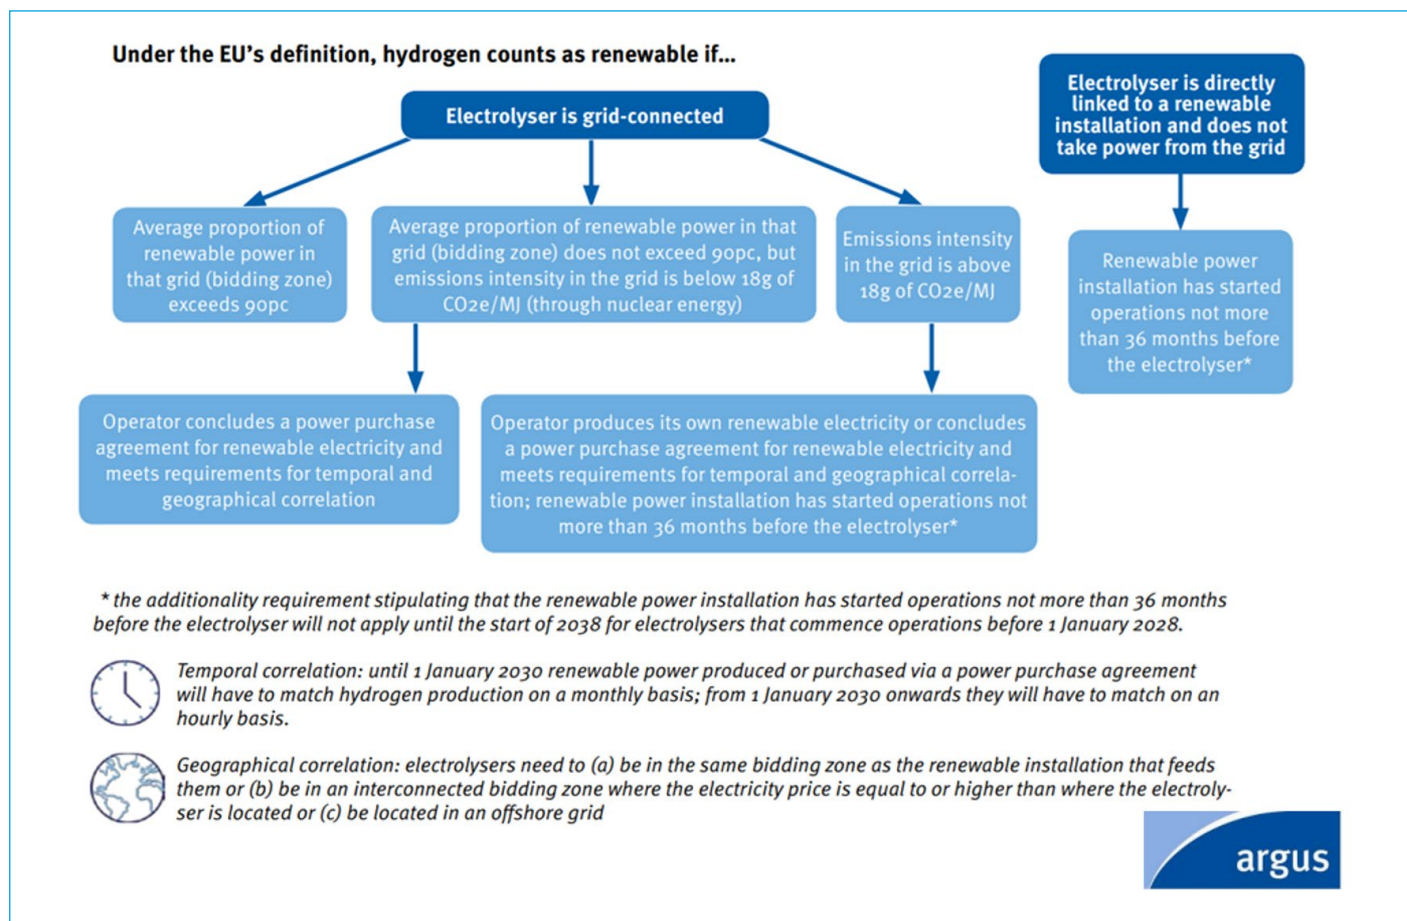 Under the EU's definition, hydrogen counts as renewable if...
Electrolyser is grid-connected
Electrolyser is directly
linked to a renewable
installation and does not
take power from the grid
Average proportion of
renewable power in
that grid (bidding zone)
exceeds 90pc
Average proportion of renewable power in that
grid (bidding zone) does not exceed 90pc, but
emissions intensity in the grid is below 18g of
CO2e/MJ (through nuclear energy)
Emissions intensity
in the grid is above
18g of CO2e/MJ
Renewable power
installation has started
operations not more
than 36 months before
the electrolyser*
Operator concludes a power purchase
agreement for renewable electricity and
meets requirements for temporal and
geographical correlation
Operator produces its own renewable electricity or concludes
a power purchase agreement for renewable electricity and
meets requirements for temporal and geographical correla-
tion; renewable power installation has started operations not
more than 36 months before the electrolyser*
* the additionality requirement stipulating that the renewable power installation has started operations not more than 36 months
before the electrolyser will not apply until the start of 2038 for electrolysers that commence operations before 1 January 2028.
Temporal correlation: until 1 January 2030 renewable power produced or purchased via a power purchase agreement
will have to match hydrogen production on a monthly basis; from 1 January 2030 onwards they will have to match on an
hourly basis.
Geographical correlation: electrolysers need to (a) be in the same bidding zone as the renewable installation that feeds
them or (b) be in an interconnected bidding zone where the electricity price is equal to or higher than where the electroly-
ser is located or (c) be located in an offshore grid
argus